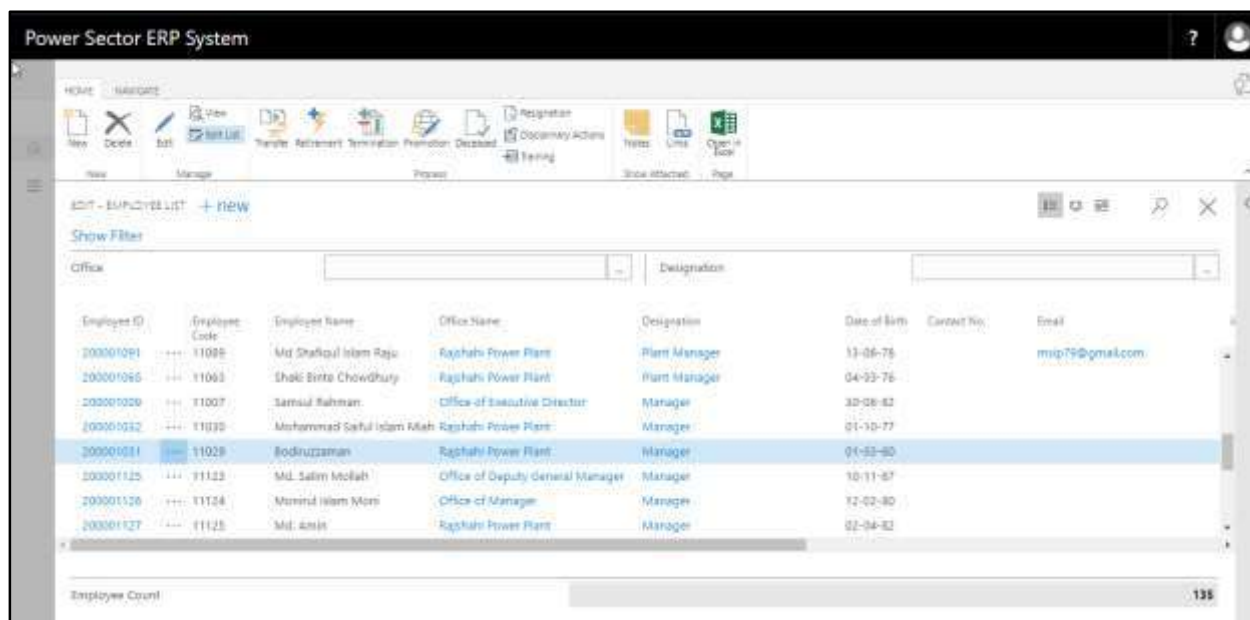 Power Sector ERP System ?
HOME NAVIGATE
New Delete Edit View Edit List Transfer Retirement Termination Promotion Deceased Resignation Disciplinary Actions Training Notes Links Open in Excel
New Manage Process Show Attached Page
EDIT - EMPLOYEE LIST + new
Show Filter
Office ... Designation ...
Employee ID Employee Code Employee Name Office Name Designation Date of Birth Contact No. Email
200001091 ... 11089 Md Shafiqul Islam Raju Rajshahi Power Plant Plant Manager 13-06-76
200001065 ... 11063 Shaki Binte Chowdhury Rajshahi Power Plant Plant Manager 04-03-76
200001009 ... 11007 Samsul Rahman Office of Executive Director Manager 30-06-82
200001032 ... 11030 Mohammad Saiful Islam Miah Rajshahi Power Plant Manager 01-10-77
200001031 ... 11029 Bodiruzzaman Rajshahi Power Plant Manager 01-03-60
200001125 ... 11123 Md. Salim Mollah Office of Deputy General Manager Manager 10-11-67
200001126 ... 11124 Monirul Islam Moni Office of Manager Manager 12-02-80
200001127 ... 11125 Md. Amin Rajshahi Power Plant Manager 02-04-82
Employee Count 135